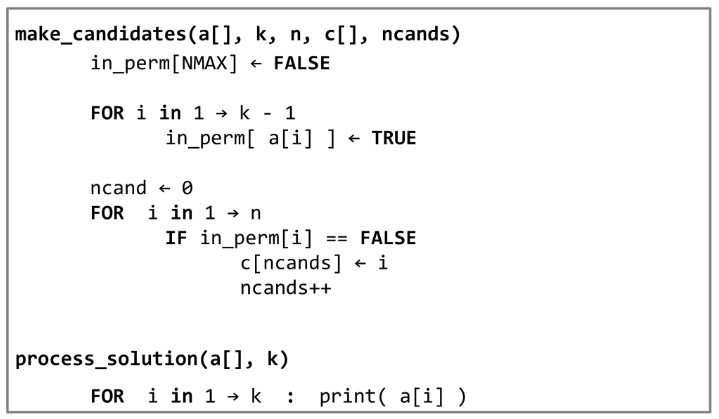 make_candidates(a[], k, n, c[], ncands)
in_perm[NMAX] ← FALSE
FOR i in 1 → k - 1
in_perm[ a[i] ] ← TRUE
ncand ← 0
FOR i in 1 → n
IF in_perm[i] == FALSE
c[ncands] ← i
ncands++
process_solution(a[], k)
FOR i in 1 → k : print( a[i] )